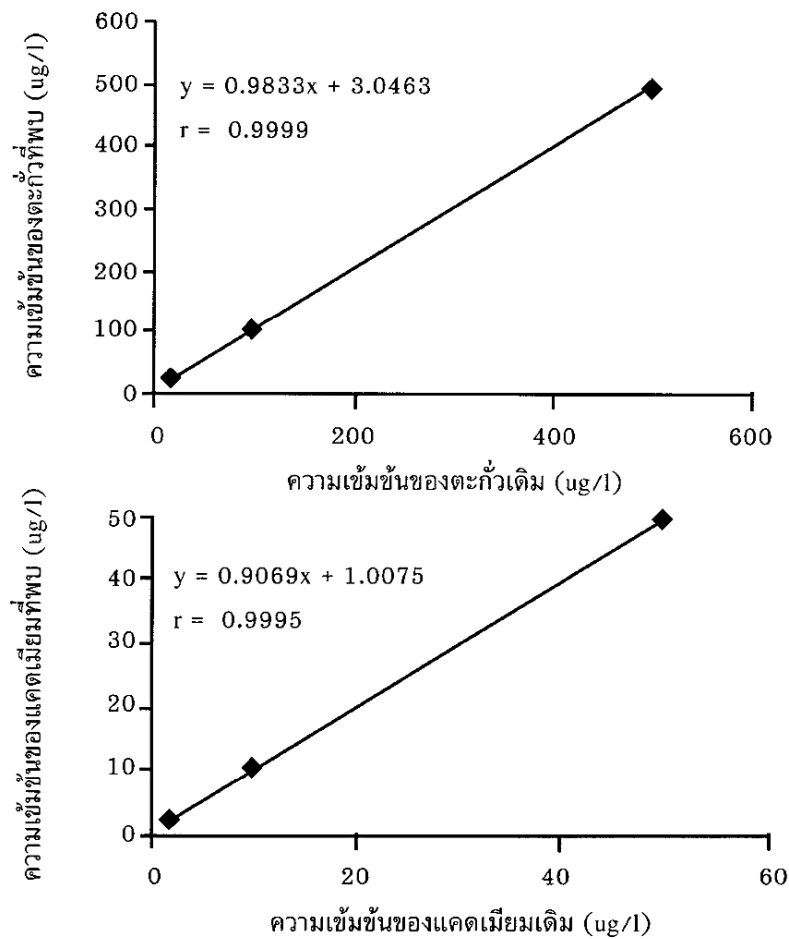 600
500
400
300
200
100
0
ความเข้มข้นของตะกั่วที่พบ (ug/l)
y = 0.9833x + 3.0463
r = 0.9999
0 200 400 600
ความเข้มข้นของตะกั่วเดิม (ug/l)
50
40
30
20
10
0
ความเข้มข้นของแคดเมียมที่พบ (ug/l)
y = 0.9069x + 1.0075
r = 0.9995
0 20 40 60
ความเข้มข้นของแคดเมียมเดิม (ug/l)